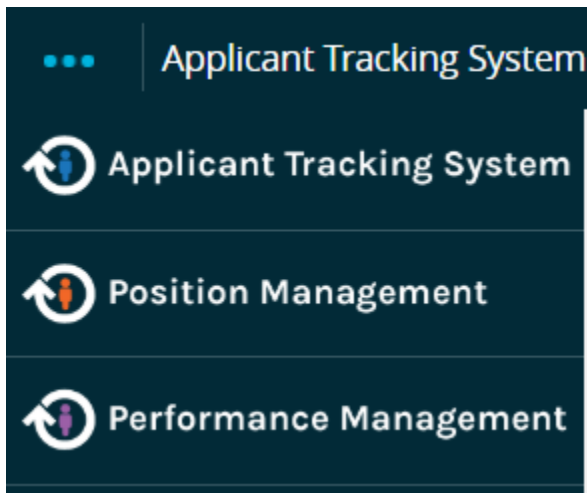 Applicant Tracking System
Applicant Tracking System
Position Management
Performance Management